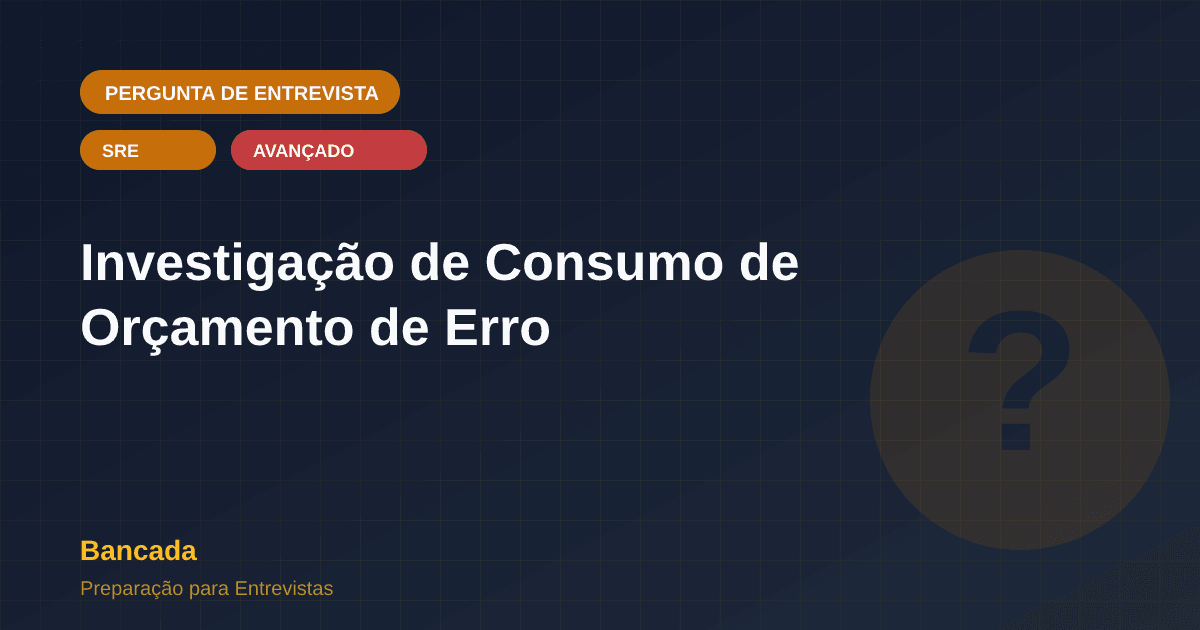 PERGUNTA DE ENTREVISTA
SRE
AVANÇADO
Investigação de Consumo de
Orçamento de Erro
?
Bancada
Preparação para Entrevistas